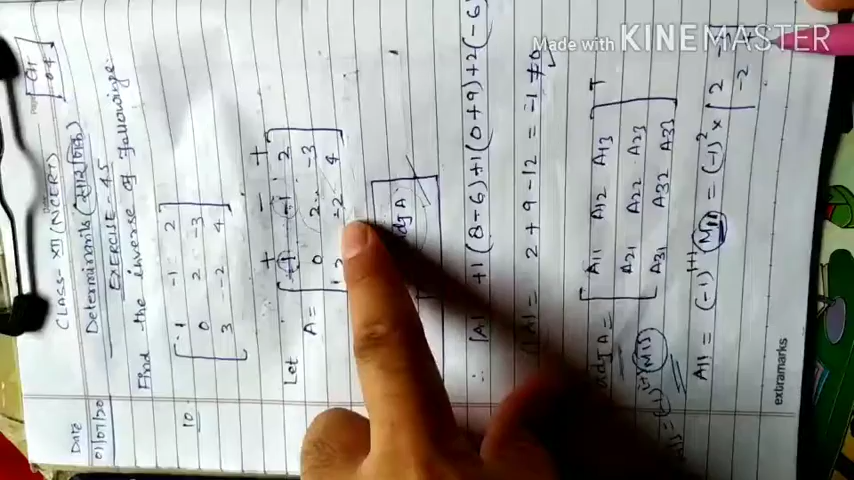 CLASS- XII (NCERT)
Determinants
Date
01/07/20
EXERCISE - 4.5
Find the inverse of following
10.
1 -1 2
0 2 -3
3 -2 4
+ - +
Let A =
1 -1 2
0 2 -3
-2 4
Adj A
∴ |A| = +1(8-6)+1(0+9)+2(-6)
|A| = 2+9-12 = -1 ≠ 0
adj A =
A11 A12 A13
A21 A22 A23
A31 A32 A33
T
M11
A11 = (-1)1+1 M11 = (-1)2 ×
2
-2
extramarks
Made with KINEMASTER